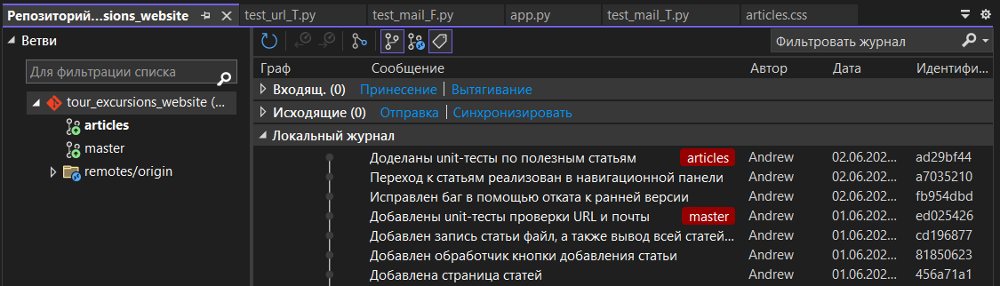 Репозиторий...sions_website test_url_T.py test_mail_F.py app.py test_mail_T.py articles.css
Ветви
Для фильтрации списка
tour_excursions_website (...
articles
master
remotes/origin
Фильтровать журнал
Граф Сообщение Автор Дата Идентифи...
Входящ. (0) Принесение Вытягивание
Исходящие (0) Отправка Синхронизировать
Локальный журнал
Доделаны unit-тесты по полезным статьям articles Andrew 02.06.202... ad29bf44
Переход к статьям реализован в навигационной панели Andrew 02.06.202... a7035210
Исправлен баг в помощью отката к ранней версии Andrew 02.06.202... fb954dbd
Добавлены unit-тесты проверки URL и почты master Andrew 01.06.202... ed025426
Добавлен запись статьи файл, а также вывод всей статей... Andrew 01.06.202... cd196877
Добавлен обработчик кнопки добавления статьи Andrew 01.06.202... 81850623
Добавлена страница статей Andrew 01.06.202... 456a71a1